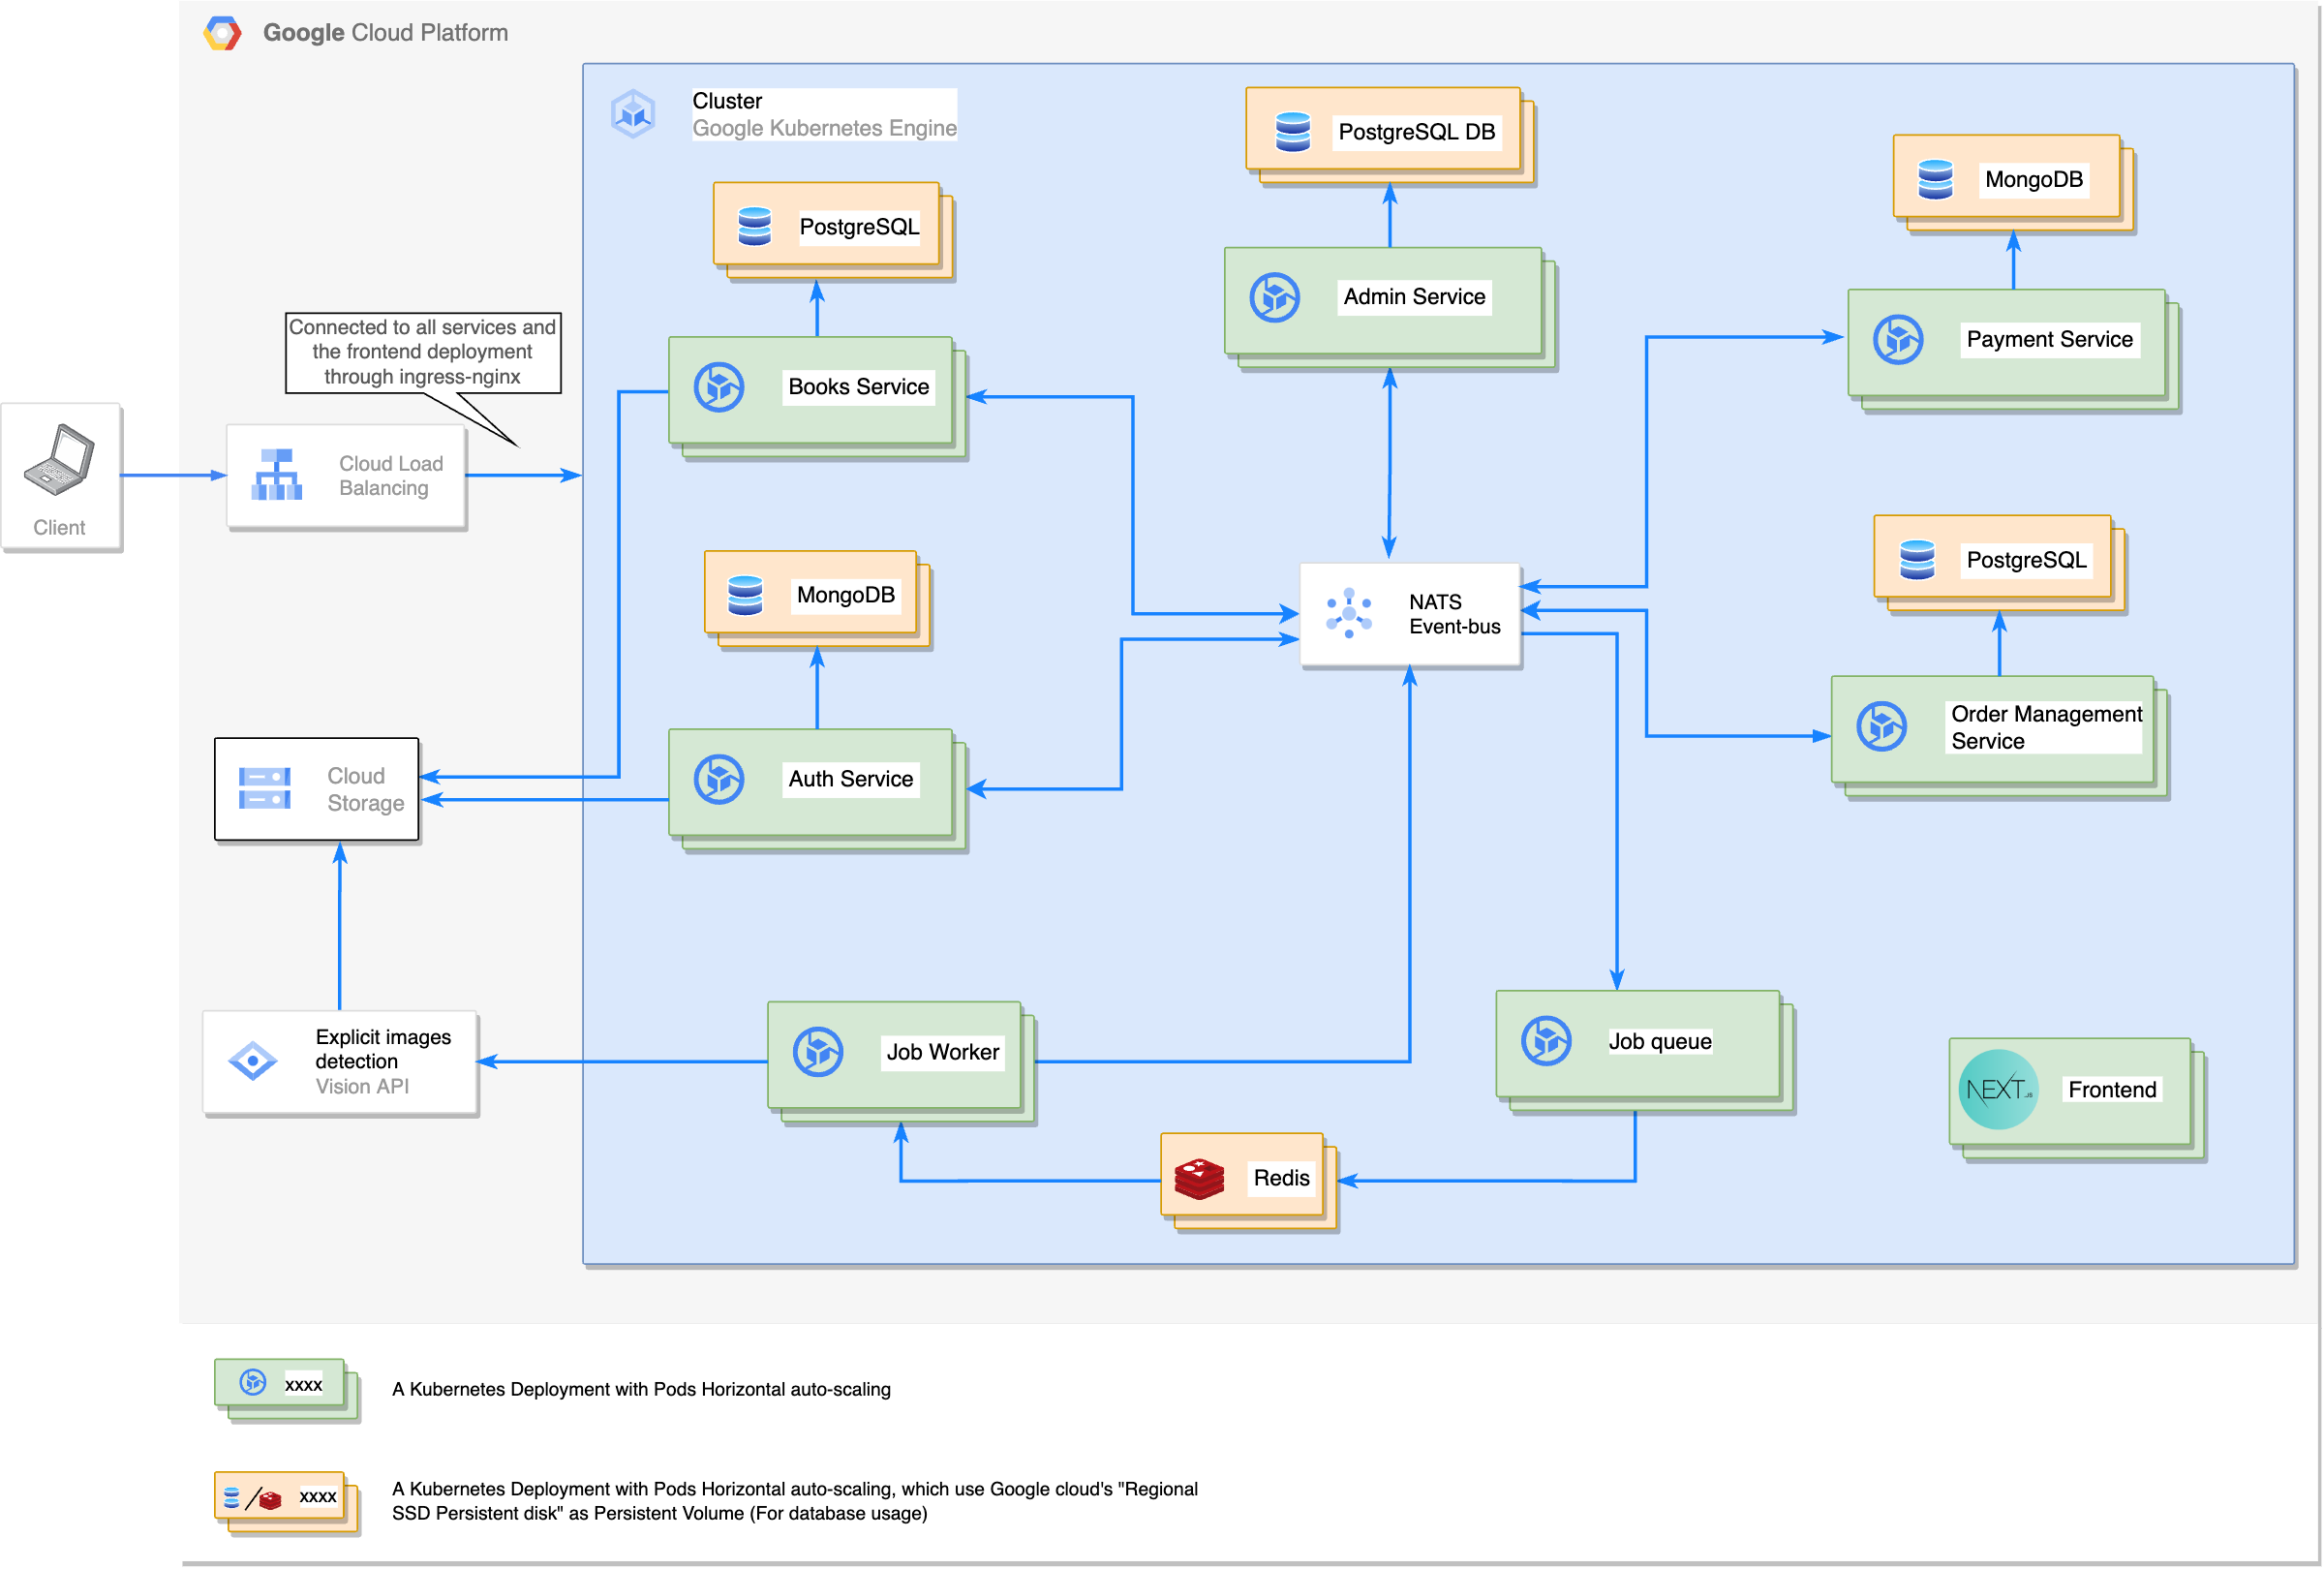 Google Cloud Platform
Cluster
Google Kubernetes Engine
PostgreSQL DB
MongoDB
PostgreSQL
Admin Service
Payment Service
Connected to all services and
the frontend deployment
through ingress-nginx
Books Service
Cloud Load
Balancing
Client
PostgreSQL
MongoDB
NATS
Event-bus
Order Management
Service
Auth Service
Cloud
Storage
Explicit images
detection
Vision API
Job Worker
Job queue
NEXT.JS
Frontend
Redis
xxxx
A Kubernetes Deployment with Pods Horizontal auto-scaling
xxxx
A Kubernetes Deployment with Pods Horizontal auto-scaling, which use Google cloud's "Regional
SSD Persistent disk" as Persistent Volume (For database usage)